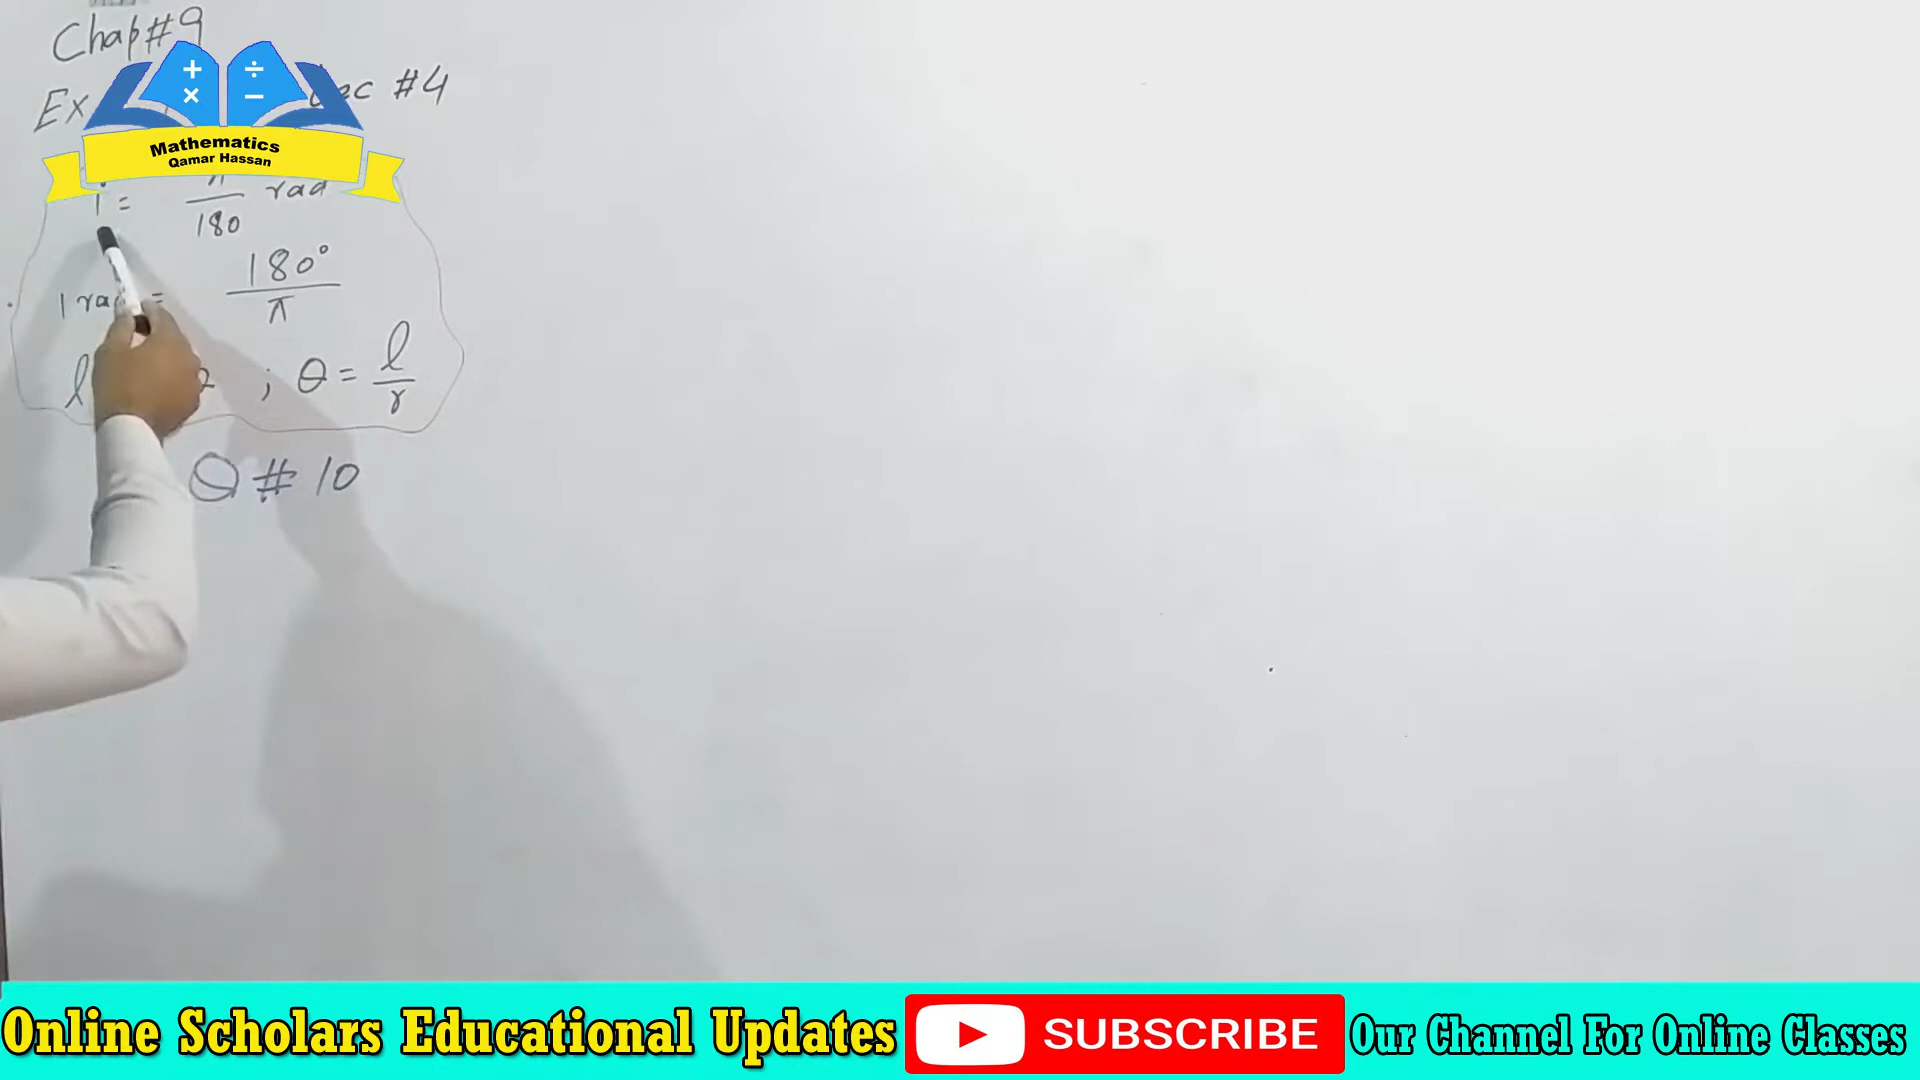 Chap#9
Ex Lec #4
+ ÷
× −
Mathematics
Qamar Hassan
1° = π/180 rad
1 rad = 180°/π
l ; θ = l/r
Q # 10
Online Scholars Educational Updates
SUBSCRIBE
Our Channel For Online Classes